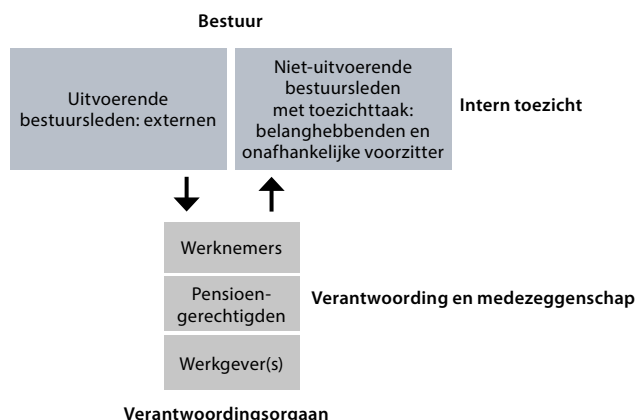 Bestuur
Uitvoerende
bestuursleden: externen
Niet-uitvoerende
bestuursleden
met toezichttaak:
belanghebbenden en
onafhankelijke voorzitter
Intern toezicht
Werknemers
Pensioen-
gerechtigden
Werkgever(s)
Verantwoording en medezeggenschap
Verantwoordingsorgaan